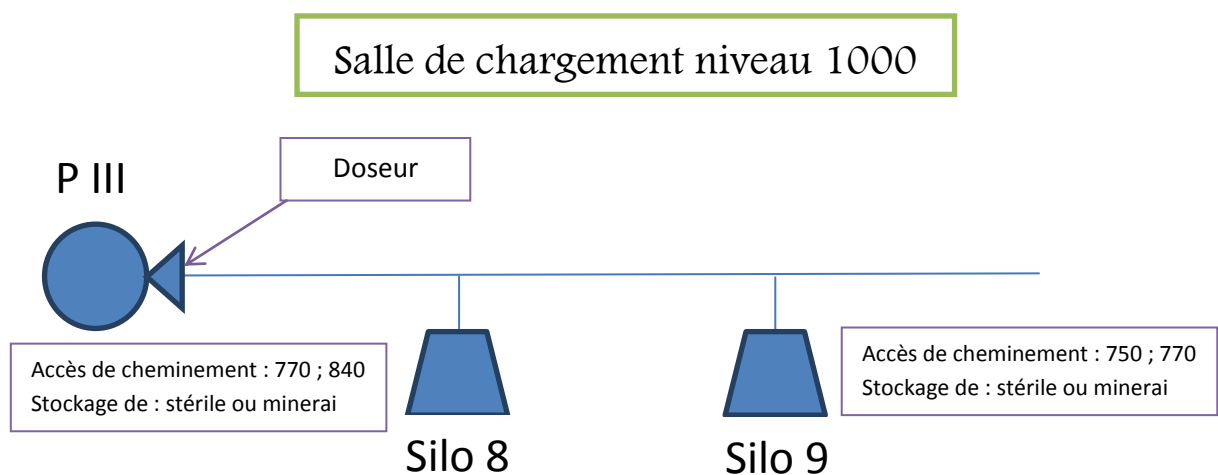 Salle de chargement niveau 1000
Doseur
P III
Accès de cheminement : 770 ; 840
Stockage de : stérile ou minerai
Accès de cheminement : 750 ; 770
Stockage de : stérile ou minerai
Silo 8
Silo 9